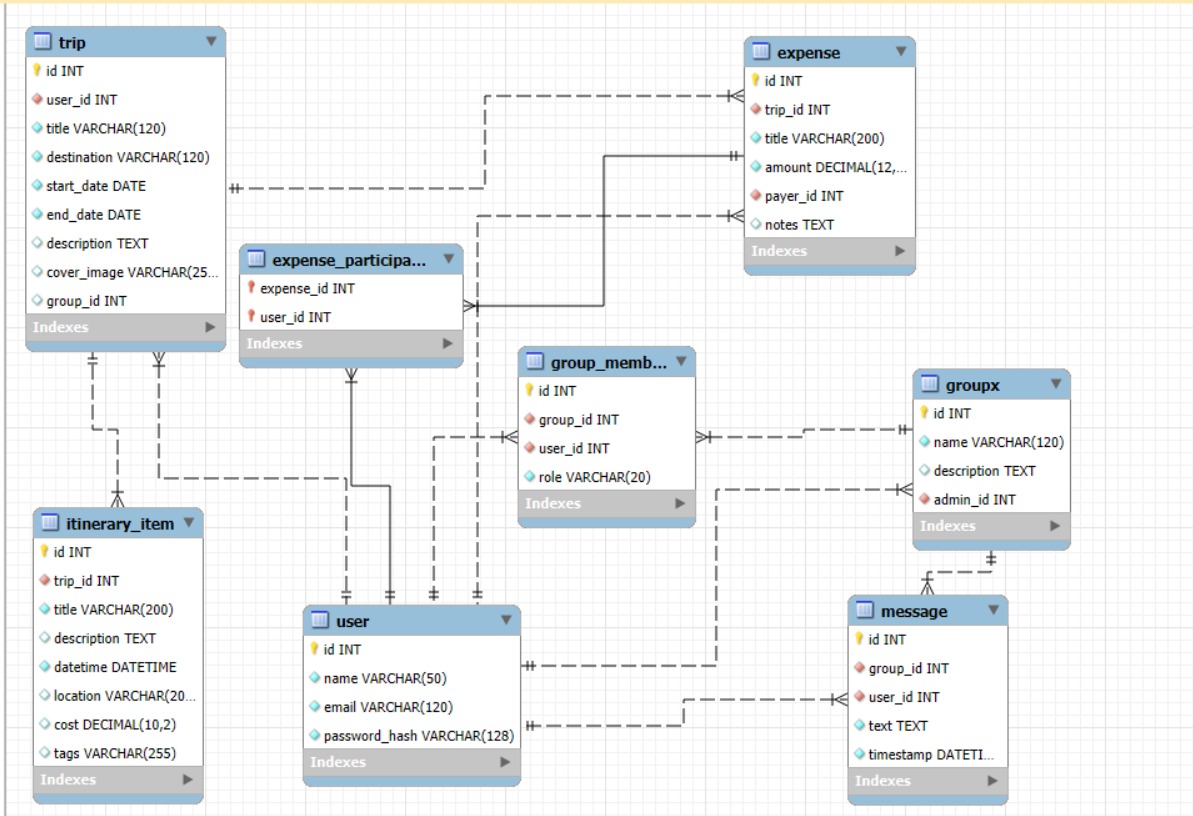 trip
id INT
user_id INT
title VARCHAR(120)
destination VARCHAR(120)
start_date DATE
end_date DATE
description TEXT
cover_image VARCHAR(25...
group_id INT
Indexes
expense
id INT
trip_id INT
title VARCHAR(200)
amount DECIMAL(12,...
payer_id INT
notes TEXT
Indexes
expense_participa...
expense_id INT
user_id INT
Indexes
group_memb...
id INT
group_id INT
user_id INT
role VARCHAR(20)
Indexes
groupx
id INT
name VARCHAR(120)
description TEXT
admin_id INT
Indexes
itinerary_item
id INT
trip_id INT
title VARCHAR(200)
description TEXT
datetime DATETIME
location VARCHAR(20...
cost DECIMAL(10,2)
tags VARCHAR(255)
Indexes
user
id INT
name VARCHAR(50)
email VARCHAR(120)
password_hash VARCHAR(128)
Indexes
message
id INT
group_id INT
user_id INT
text TEXT
timestamp DATETI...
Indexes